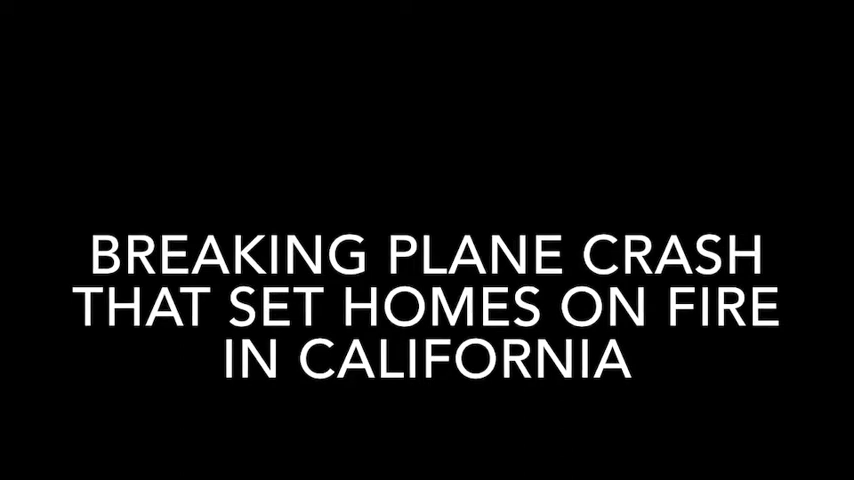 BREAKING PLANE CRASH
THAT SET HOMES ON FIRE
IN CALIFORNIA